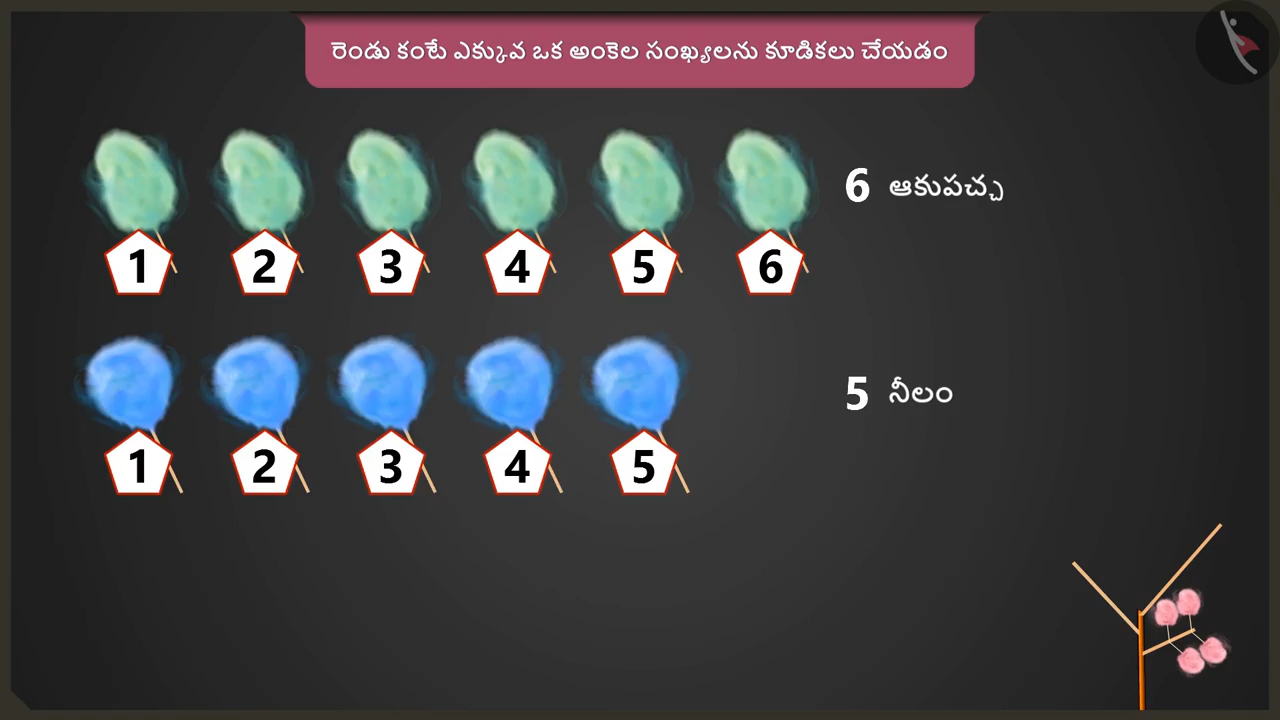 రెండు కంటే ఎక్కువ ఒక అంకెల సంఖ్యలను కూడికలు చేయడం
6 ఆకుపచ్చ
1 2 3 4 5 6
5 నీలం
1 2 3 4 5